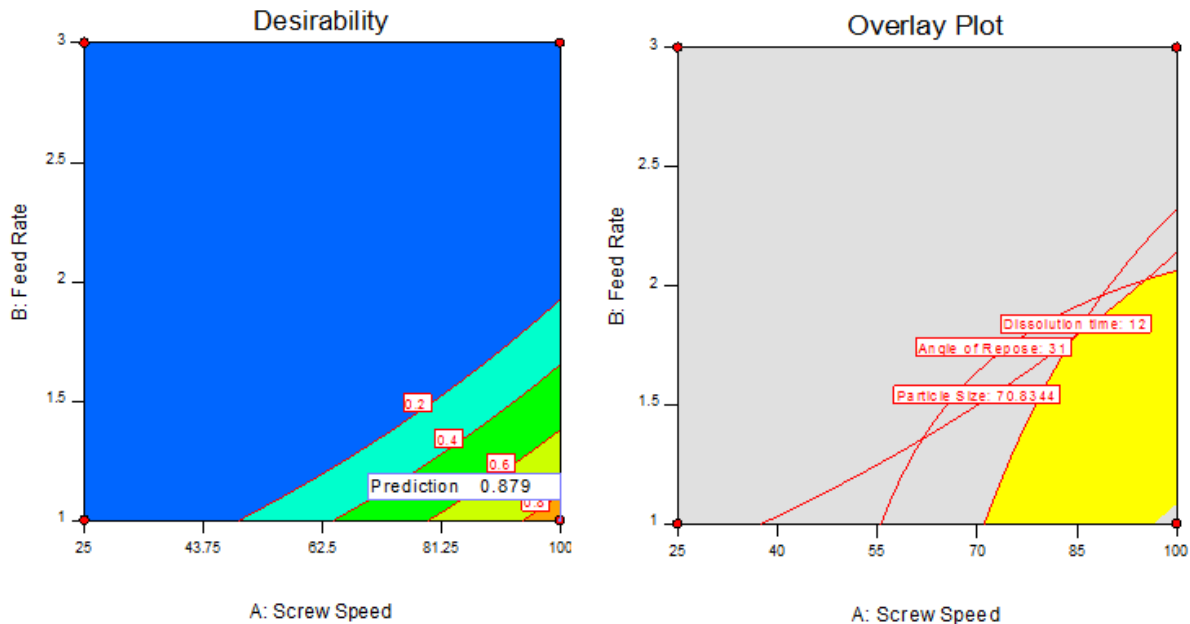 Desirability
3
2.5
2
1.5
1
B: Feed Rate
0.2
0.4
0.6
Prediction 0.879
0.8
25
43.75
62.5
81.25
100
A: Screw Speed
Overlay Plot
3
2.5
2
1.5
1
B: Feed Rate
Dissolution time: 12
Angle of Repose: 31
Particle Size: 70.8344
25
40
55
70
85
100
A: Screw Speed